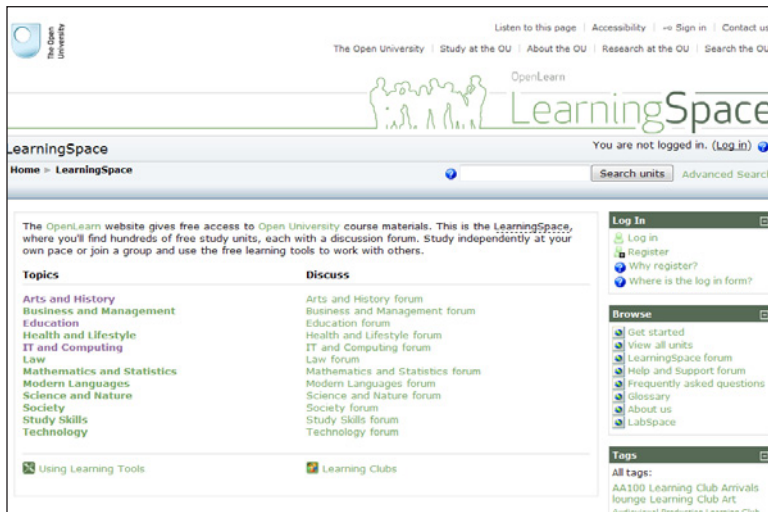 Listen to this page | Accessibility | Sign in | Contact us
The Open University
The Open University | Study at the OU | About the OU | Research at the OU | Search the OU
OpenLearn
LearningSpace
LearningSpace
You are not logged in. (Log in)
Home ► LearningSpace
Search units Advanced Search
The OpenLearn website gives free access to Open University course materials. This is the LearningSpace,
where you'll find hundreds of free study units, each with a discussion forum. Study independently at your
own pace or join a group and use the free learning tools to work with others.
Topics
Arts and History
Business and Management
Education
Health and Lifestyle
IT and Computing
Law
Mathematics and Statistics
Modern Languages
Science and Nature
Society
Study Skills
Technology
Using Learning Tools
Discuss
Arts and History forum
Business and Management forum
Education forum
Health and Lifestyle forum
IT and Computing forum
Law forum
Mathematics and Statistics forum
Modern Languages forum
Science and Nature forum
Society forum
Study Skills forum
Technology forum
Learning Clubs
Log In
Log in
Register
Why register?
Where is the log in form?
Browse
Get started
View all units
LearningSpace forum
Help and Support forum
Frequently asked questions
Glossary
About us
LabSpace
Tags
All tags:
AA100 Learning Club Arrivals
lounge Learning Club Art
Audiovisual Production Learning Club